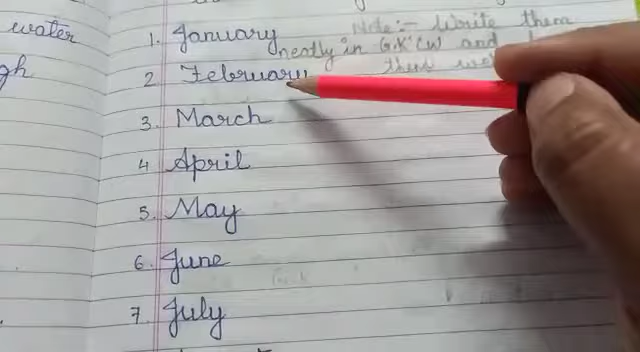 water
gh
1. January
Note:- Write them
neatly in G.K C/W and
2. February
3. March
4 April
5. May
6. June
7. July